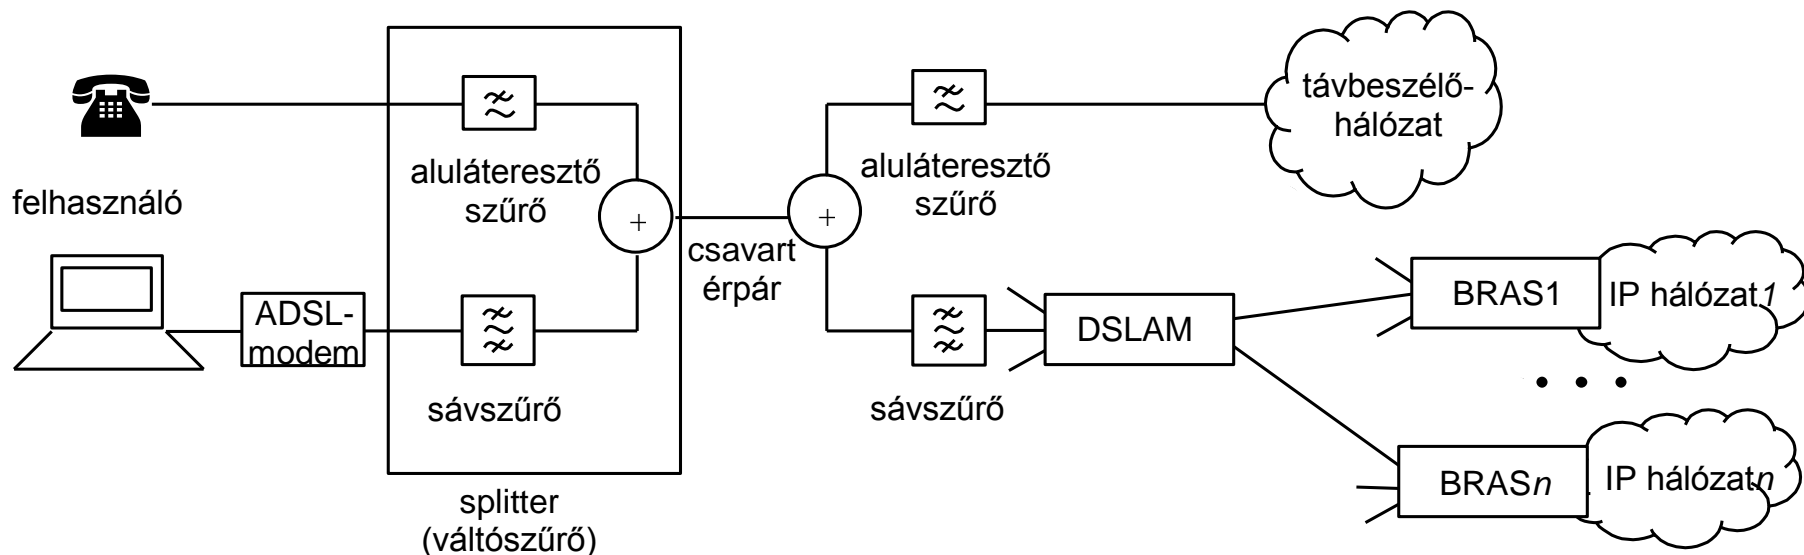 felhasználó
ADSL-
modem
aluláteresztő
szűrő
+
sávszűrő
splitter
(váltószűrő)
csavart
érpár
+
aluláteresztő
szűrő
sávszűrő
távbeszélő-
hálózat
DSLAM
BRAS1
IP hálózat1
BRASn
IP hálózatn